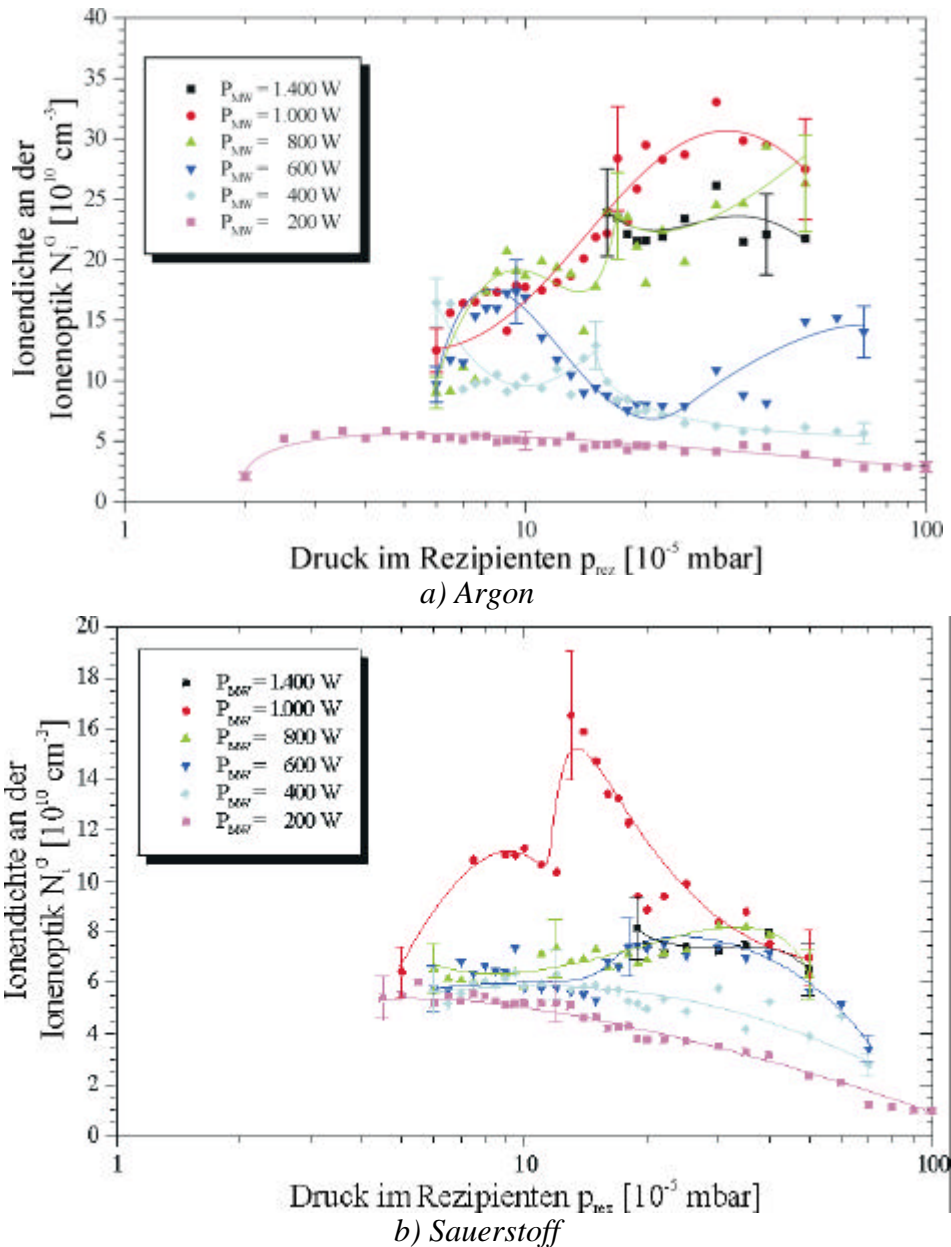 40
35
30
25
20
15
10
5
0
Ionendichte an der
Ionenoptik N_i^G [10^10 cm^-3]
P_MW = 1.400 W
P_MW = 1.000 W
P_MW = 800 W
P_MW = 600 W
P_MW = 400 W
P_MW = 200 W
1 10 100
Druck im Rezipienten p_rez [10^-5 mbar]
a) Argon
20
18
16
14
12
10
8
6
4
2
0
Ionendichte an der
Ionenoptik N_i^G [10^10 cm^-3]
P_MW = 1.400 W
P_MW = 1.000 W
P_MW = 800 W
P_MW = 600 W
P_MW = 400 W
P_MW = 200 W
1 10 100
Druck im Rezipienten p_rez [10^-5 mbar]
b) Sauerstoff